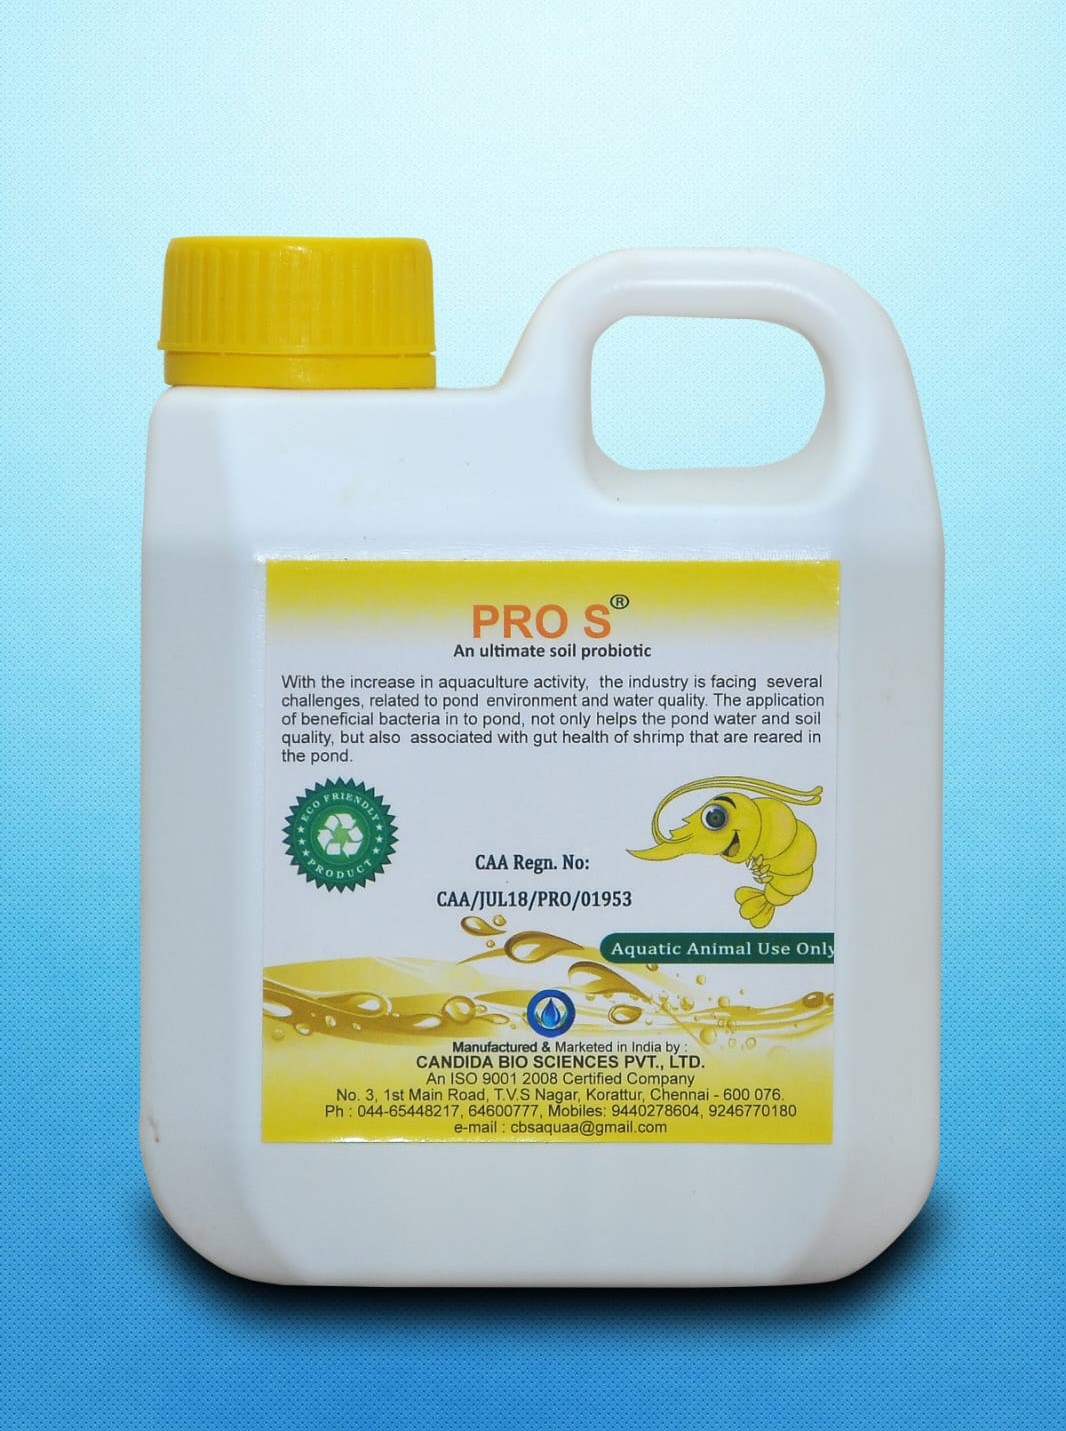 PRO S®
An ultimate soil probiotic
With the increase in aquaculture activity, the industry is facing several
challenges, related to pond environment and water quality. The application
of beneficial bacteria in to pond, not only helps the pond water and soil
quality, but also associated with gut health of shrimp that are reared in
the pond.
ECO FRIENDLY
PRODUCT
CAA Regn. No:
CAA/JUL18/PRO/01953
Aquatic Animal Use Only
Manufactured & Marketed in India by :
CANDIDA BIO SCIENCES PVT., LTD.
An ISO 9001 2008 Certified Company
No. 3, 1st Main Road, T.V.S Nagar, Korattur, Chennai - 600 076.
Ph : 044-65448217, 64600777, Mobiles: 9440278604, 9246770180
e-mail : cbsaquaa@gmail.com